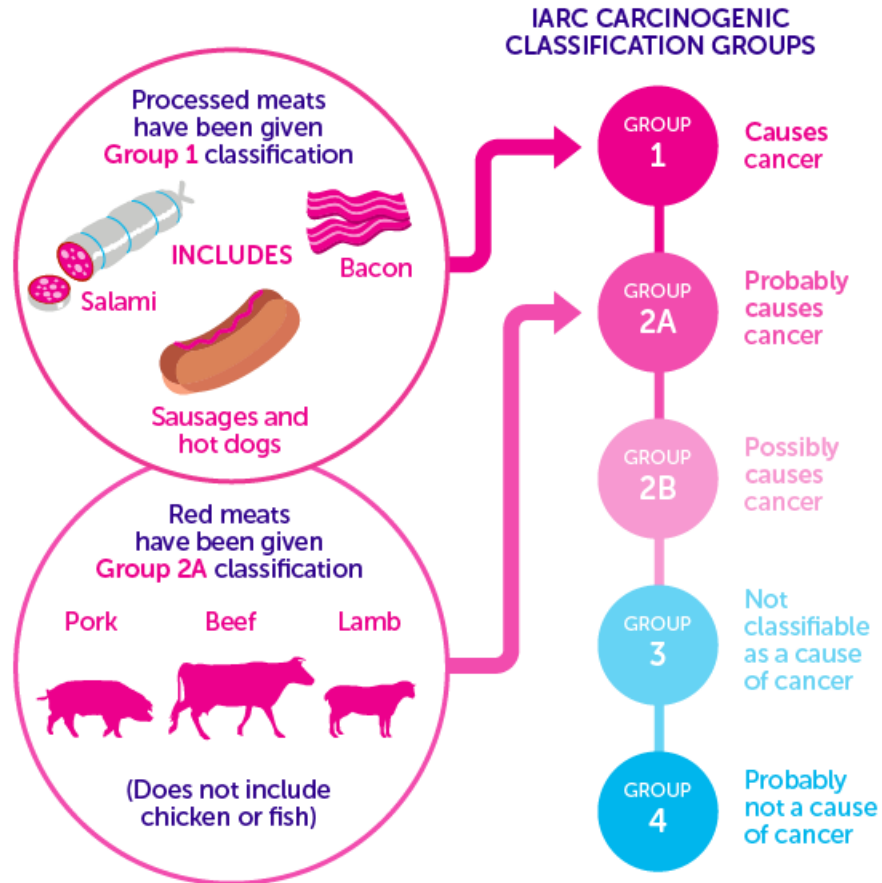 IARC CARCINOGENIC
CLASSIFICATION GROUPS
Processed meats
have been given
Group 1 classification
INCLUDES
Bacon
Salami
Sausages and
hot dogs
Red meats
have been given
Group 2A classification
Pork
Beef
Lamb
(Does not include
chicken or fish)
GROUP
1
Causes
cancer
GROUP
2A
Probably
causes
cancer
GROUP
2B
Possibly
causes
cancer
GROUP
3
Not
classifiable
as a cause
of cancer
GROUP
4
Probably
not a cause
of cancer